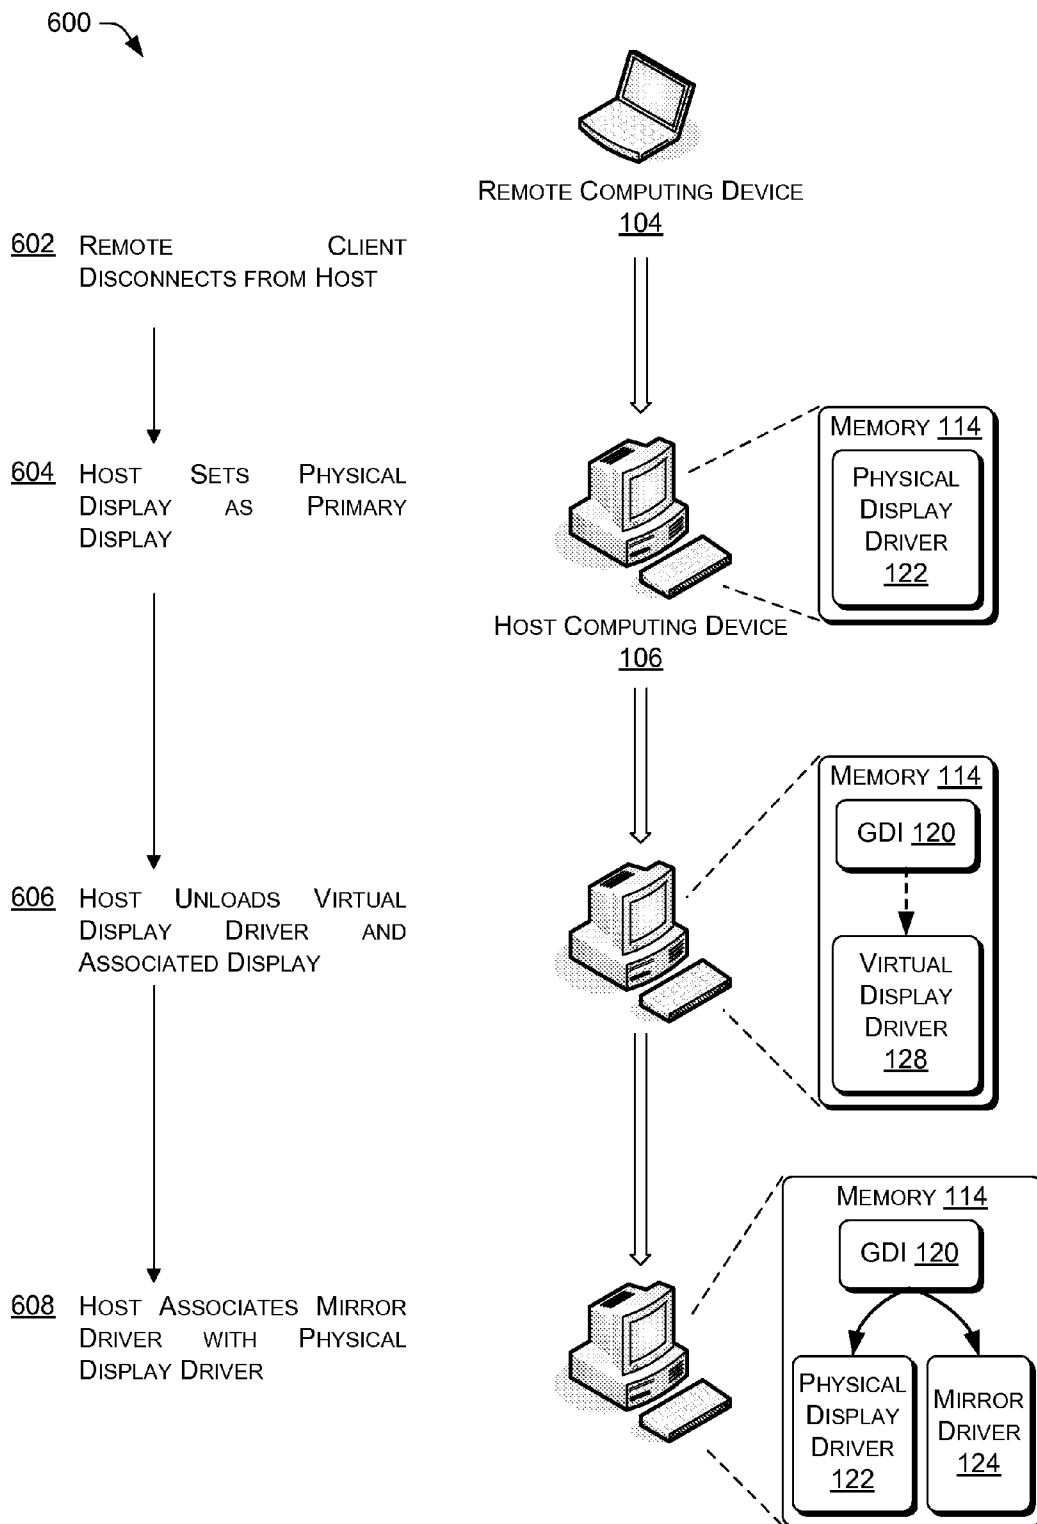 600
REMOTE COMPUTING DEVICE
104
602 REMOTE CLIENT
DISCONNECTS FROM HOST
MEMORY 114
PHYSICAL
DISPLAY
DRIVER
122
604 HOST SETS PHYSICAL
DISPLAY AS PRIMARY
DISPLAY
HOST COMPUTING DEVICE
106
MEMORY 114
GDI 120
VIRTUAL
DISPLAY
DRIVER
128
606 HOST UNLOADS VIRTUAL
DISPLAY DRIVER AND
ASSOCIATED DISPLAY
MEMORY 114
GDI 120
608 HOST ASSOCIATES MIRROR
DRIVER WITH PHYSICAL
DISPLAY DRIVER
PHYSICAL
DISPLAY
DRIVER
122
MIRROR
DRIVER
124